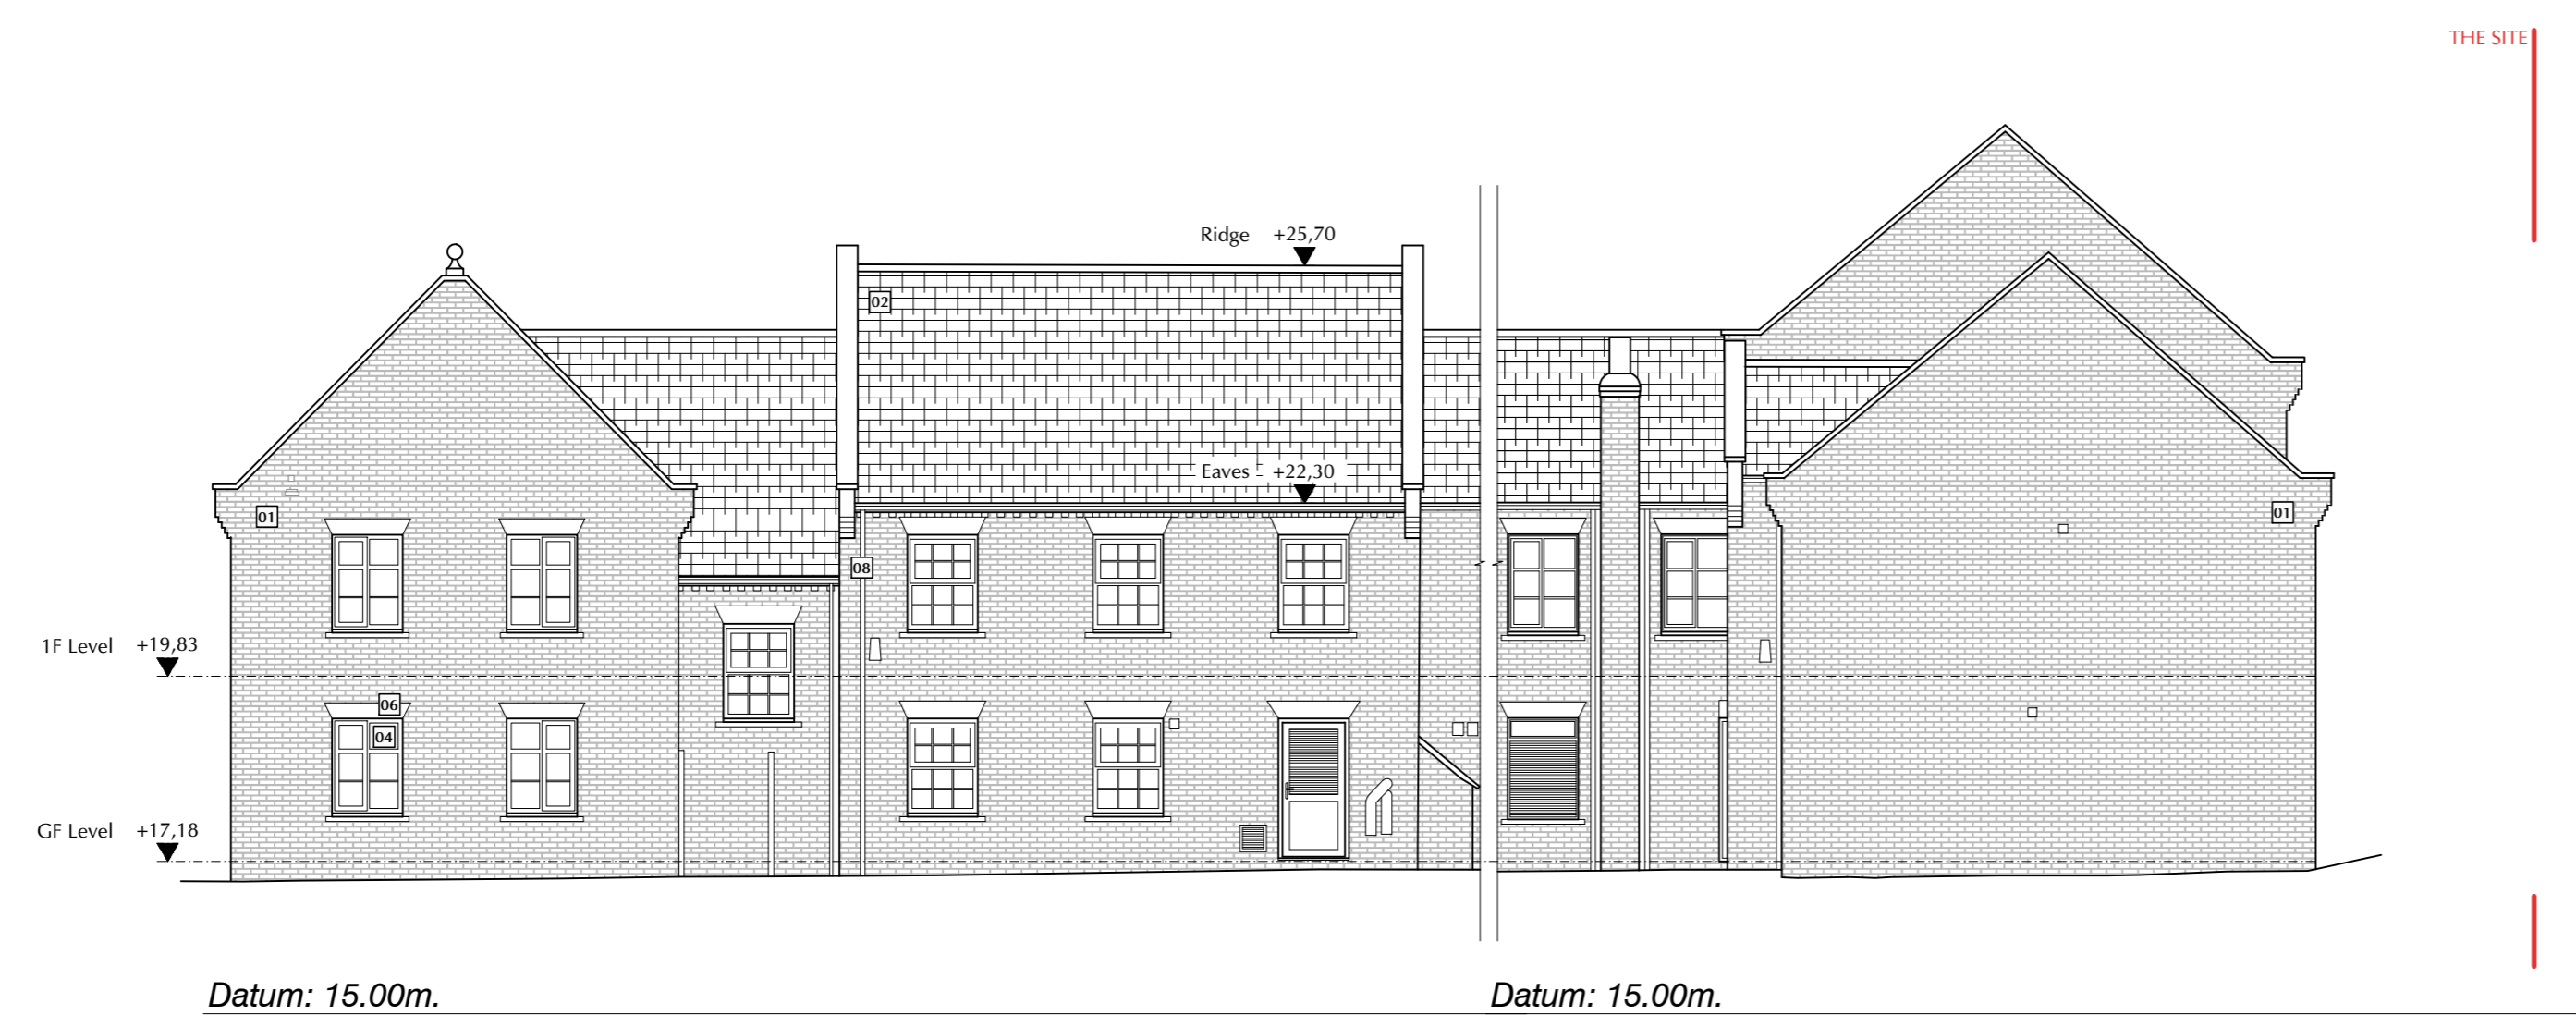 THE SITE
Ridge +25,70
02
Eaves +22,30
01
01
08
1F Level +19,83
06
04
GF Level +17,18
Datum: 15.00m.
Datum: 15.00m.